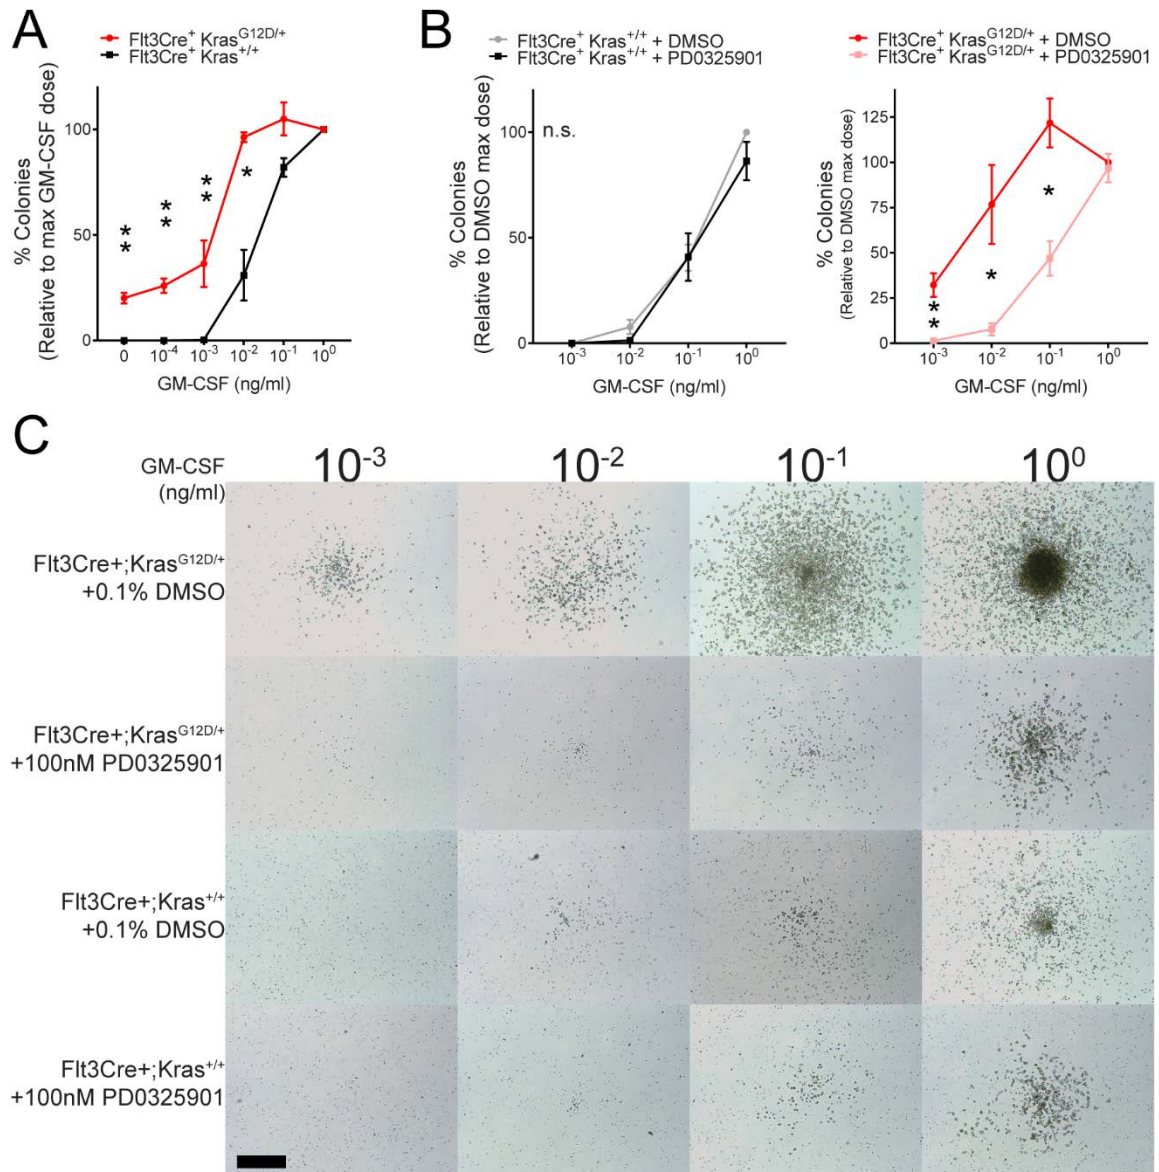 A
Flt3Cre⁺ Kras^G12D/+
Flt3Cre⁺ Kras^+/+
% Colonies
(Relative to max GM-CSF dose)
100
50
0
**
**
**
*
0
10⁻⁴
10⁻³
10⁻²
10⁻¹
10⁰
GM-CSF (ng/ml)
B
Flt3Cre⁺ Kras^+/+ + DMSO
Flt3Cre⁺ Kras^+/+ + PD0325901
% Colonies
(Relative to DMSO max dose)
100
50
0
n.s.
10⁻³
10⁻²
10⁻¹
10⁰
GM-CSF (ng/ml)
Flt3Cre⁺ Kras^G12D/+ + DMSO
Flt3Cre⁺ Kras^G12D/+ + PD0325901
% Colonies
(Relative to DMSO max dose)
125
100
75
50
25
0
**
*
*
10⁻³
10⁻²
10⁻¹
10⁰
GM-CSF (ng/ml)
C
GM-CSF
(ng/ml)
10⁻³
10⁻²
10⁻¹
10⁰
Flt3Cre+;Kras^G12D/+
+0.1% DMSO
Flt3Cre+;Kras^G12D/+
+100nM PD0325901
Flt3Cre+;Kras^+/+
+0.1% DMSO
Flt3Cre+;Kras^+/+
+100nM PD0325901